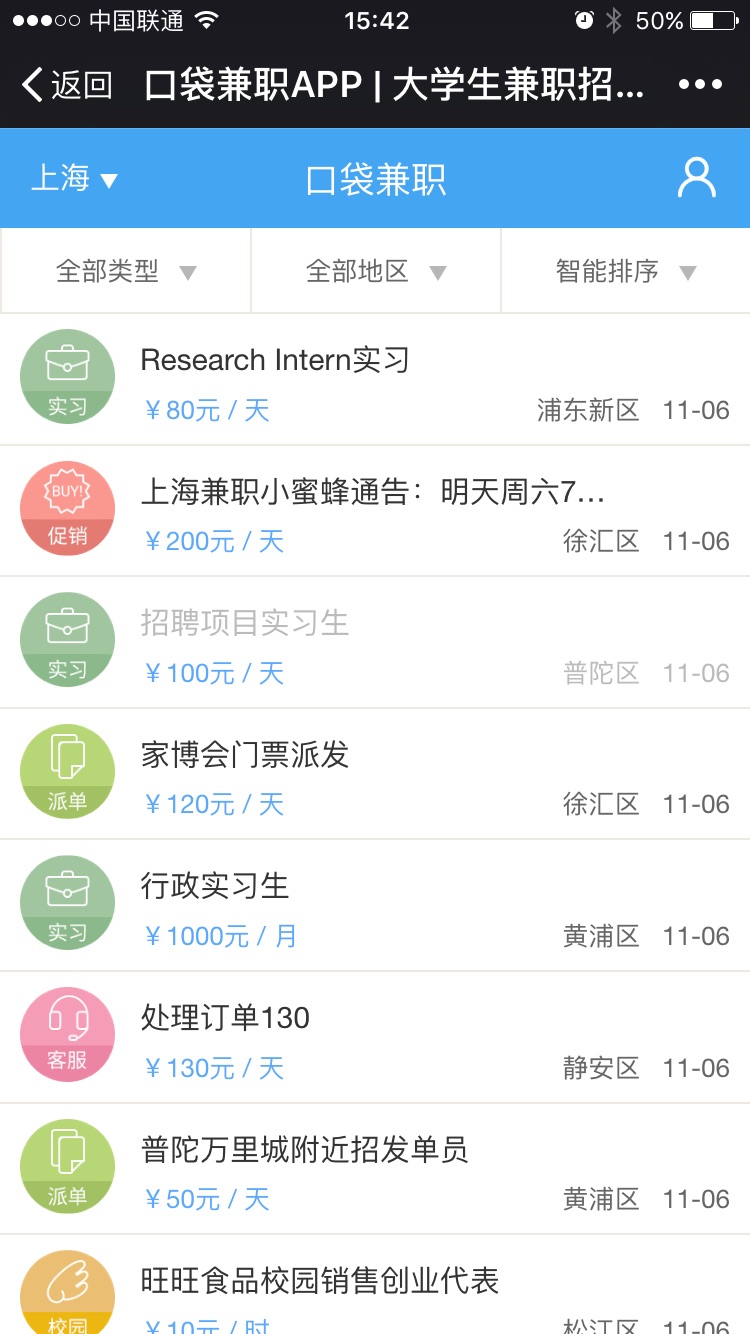 中国联通 15:42 50%
返回 口袋兼职APP | 大学生兼职招...
上海 口袋兼职
全部类型 全部地区 智能排序
Research Intern实习
实习
¥80元 / 天 浦东新区 11-06
上海兼职小蜜蜂通告：明天周六7...
BUY!
促销
¥200元 / 天 徐汇区 11-06
招聘项目实习生
实习
¥100元 / 天 普陀区 11-06
家博会门票派发
派单
¥120元 / 天 徐汇区 11-06
行政实习生
实习
¥1000元 / 月 黄浦区 11-06
处理订单130
客服
¥130元 / 天 静安区 11-06
普陀万里城附近招发单员
派单
¥50元 / 天 黄浦区 11-06
旺旺食品校园销售创业代表
校园
¥10元 / 时 松江区 11-06